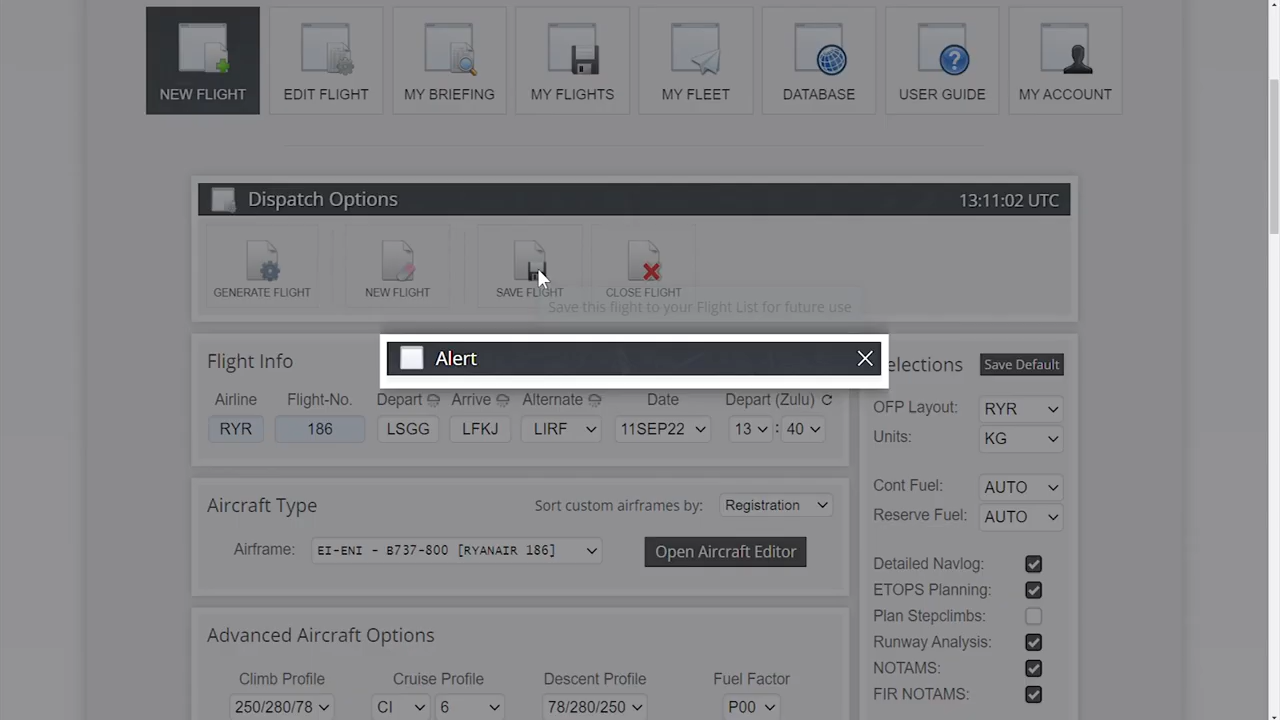 NEW FLIGHT EDIT FLIGHT MY BRIEFING MY FLIGHTS MY FLEET DATABASE USER GUIDE MY ACCOUNT
Dispatch Options 13:11:02 UTC
GENERATE FLIGHT NEW FLIGHT SAVE FLIGHT CLOSE FLIGHT
Save this flight to your Flight List for future use
Alert
Flight Info
Airline Flight-No. Depart Arrive Alternate Date Depart (Zulu)
RYR 186 LSGG LFKJ LIRF 11SEP22 13 : 40
Aircraft Type Sort custom airframes by: Registration
Airframe: EI-ENI - B737-800 [RYANAIR 186] Open Aircraft Editor
Advanced Aircraft Options
Climb Profile Cruise Profile Descent Profile Fuel Factor
250/280/78 CI 6 78/280/250 P00
Save Default
OFP Layout: RYR
Units: KG
Cont Fuel: AUTO
Reserve Fuel: AUTO
Detailed Navlog:
ETOPS Planning:
Plan Stepclimbs:
Runway Analysis:
NOTAMS:
FIR NOTAMS: